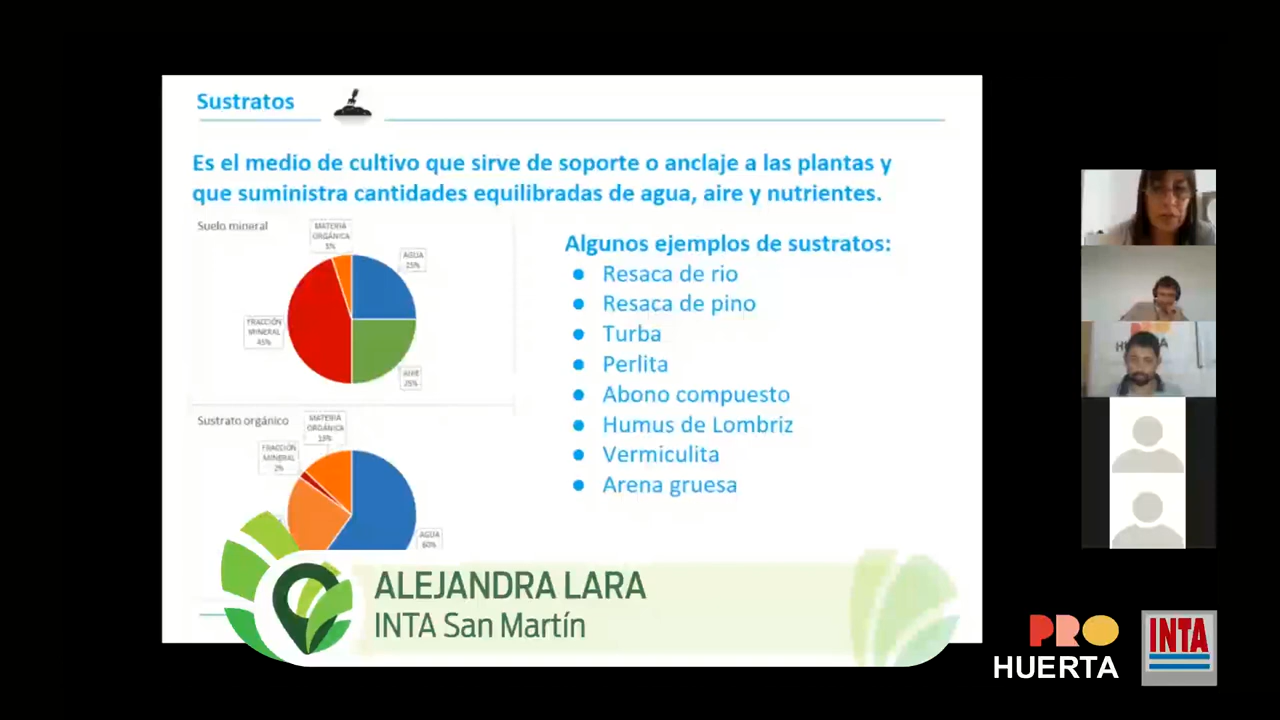 Sustratos
Es el medio de cultivo que sirve de soporte o anclaje a las plantas y
que suministra cantidades equilibradas de agua, aire y nutrientes.
Suelo mineral
MATERIA
ORGÁNICA
5%
AGUA
25%
FRACCIÓN
MINERAL
45%
AIRE
25%
Sustrato orgánico
MATERIA
ORGÁNICA
13%
FRACCIÓN
MINERAL
2%
AGUA
60%
Algunos ejemplos de sustratos:
● Resaca de rio
● Resaca de pino
● Turba
● Perlita
● Abono compuesto
● Humus de Lombriz
● Vermiculita
● Arena gruesa
ALEJANDRA LARA
INTA San Martín
PRO
HUERTA
INTA